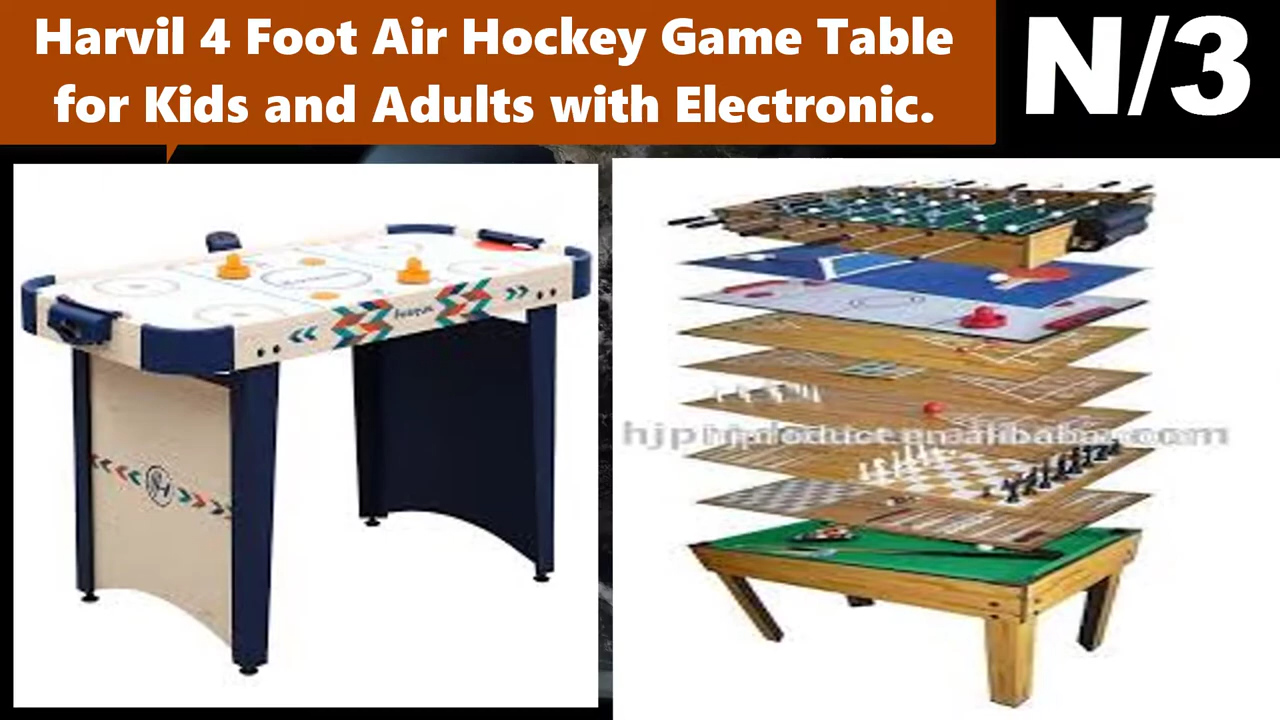 Harvil 4 Foot Air Hockey Game Table
for Kids and Adults with Electronic.
N/3